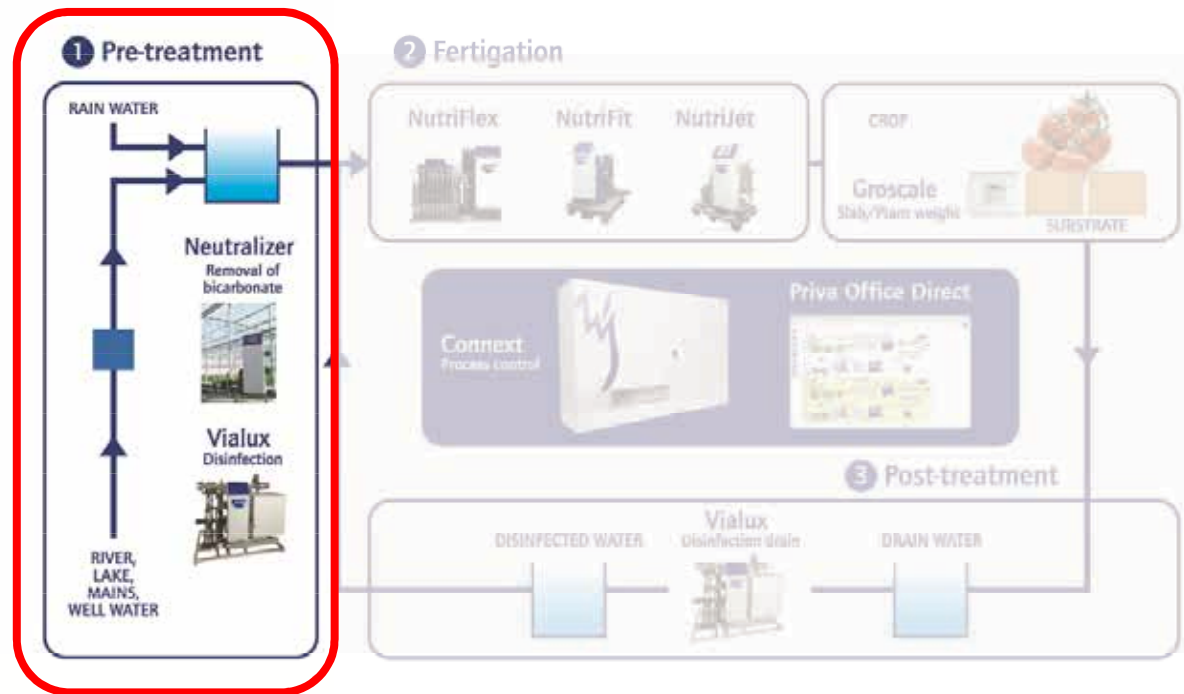 1 Pre-treatment
RAIN WATER
Neutralizer
Removal of
bicarbonate
Vialux
Disinfection
RIVER,
LAKE,
MAINS,
WELL WATER
2 Fertigation
NutriFlex
NutriFit
NutriJet
CROP
Groscale
Slab/Plant weight
SUBSTRATE
Connext
Process control
Priva Office Direct
3 Post-treatment
DISINFECTED WATER
Vialux
Disinfection drain
DRAIN WATER